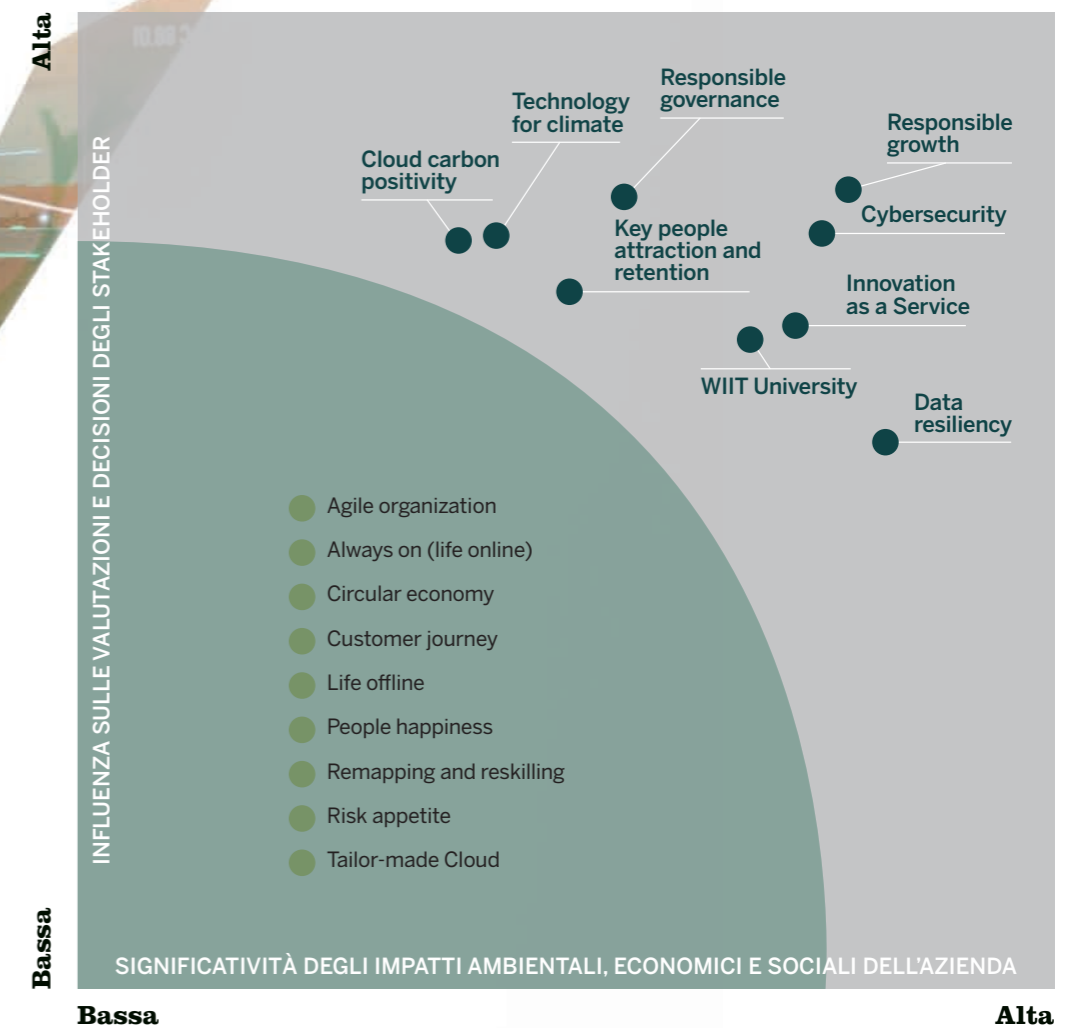 Alta
INFLUENZA SULLE VALUTAZIONI E DECISIONI DEGLI STAKEHOLDER
Bassa
Responsible
governance
Technology
for climate
Responsible
growth
Cloud carbon
positivity
Cybersecurity
Key people
attraction and
retention
Innovation
as a Service
WIIT University
Data
resiliency
Agile organization
Always on (life online)
Circular economy
Customer journey
Life offline
People happiness
Remapping and reskilling
Risk appetite
Tailor-made Cloud
SIGNIFICATIVITÀ DEGLI IMPATTI AMBIENTALI, ECONOMICI E SOCIALI DELL’AZIENDA
Bassa
Alta